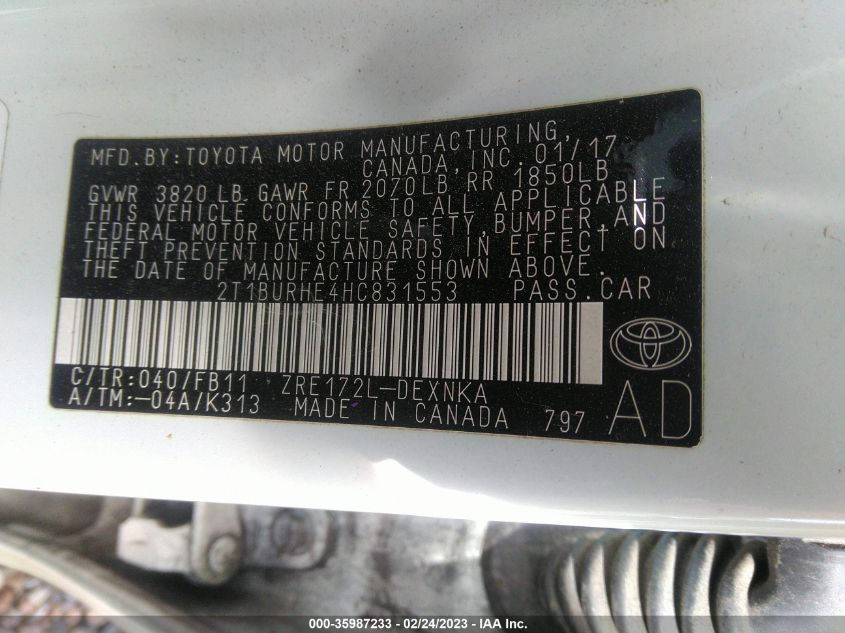 MFD. BY: TOYOTA MOTOR MANUFACTURING,
CANADA, INC. 01/17
GVWR 3820 LB GAWR FR 2070LB RR 1850LB
THIS VEHICLE CONFORMS TO ALL APPLICABLE
FEDERAL MOTOR VEHICLE SAFETY, BUMPER, AND
THEFT PREVENTION STANDARDS IN EFFECT ON
THE DATE OF MANUFACTURE SHOWN ABOVE.
2T1BURHE4HC831553 PASS. CAR
C/TR: 040/FB11 ZRE172L-DEXNKA
A/TM: -04A/K313 MADE IN CANADA 797
AD
000-35987233 - 02/24/2023 - IAA Inc.